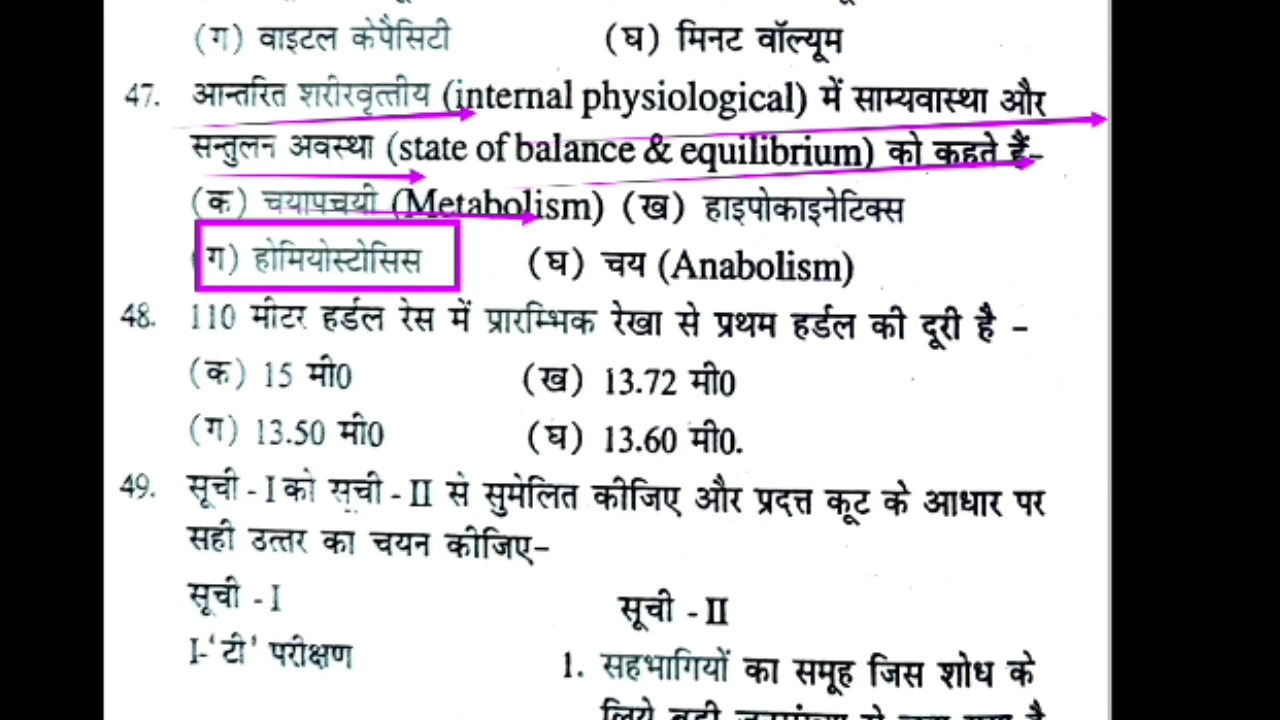 (ग) वाइटल केपैसिटी (घ) मिनट वॉल्यूम
47. आन्तरित शरीरवृत्तीय (internal physiological) में साम्यवास्था और
सन्तुलन अवस्था (state of balance & equilibrium) को कहते हैं-
(क) चयापचयी (Metabolism) (ख) हाइपोकाइनेटिक्स
ग) होमियोस्टोसिस (घ) चय (Anabolism)
48. 110 मीटर हर्डल रेस में प्रारम्भिक रेखा से प्रथम हर्डल की दूरी है -
(क) 15 मी0 (ख) 13.72 मी0
(ग) 13.50 मी0 (घ) 13.60 मी0.
49. सूची - I को सूची - II से सुमेलित कीजिए और प्रदत्त कूट के आधार पर
सही उत्तर का चयन कीजिए-
सूची - I सूची - II
I-'टी' परीक्षण 1. सहभागियों का समूह जिस शोध के
लिये